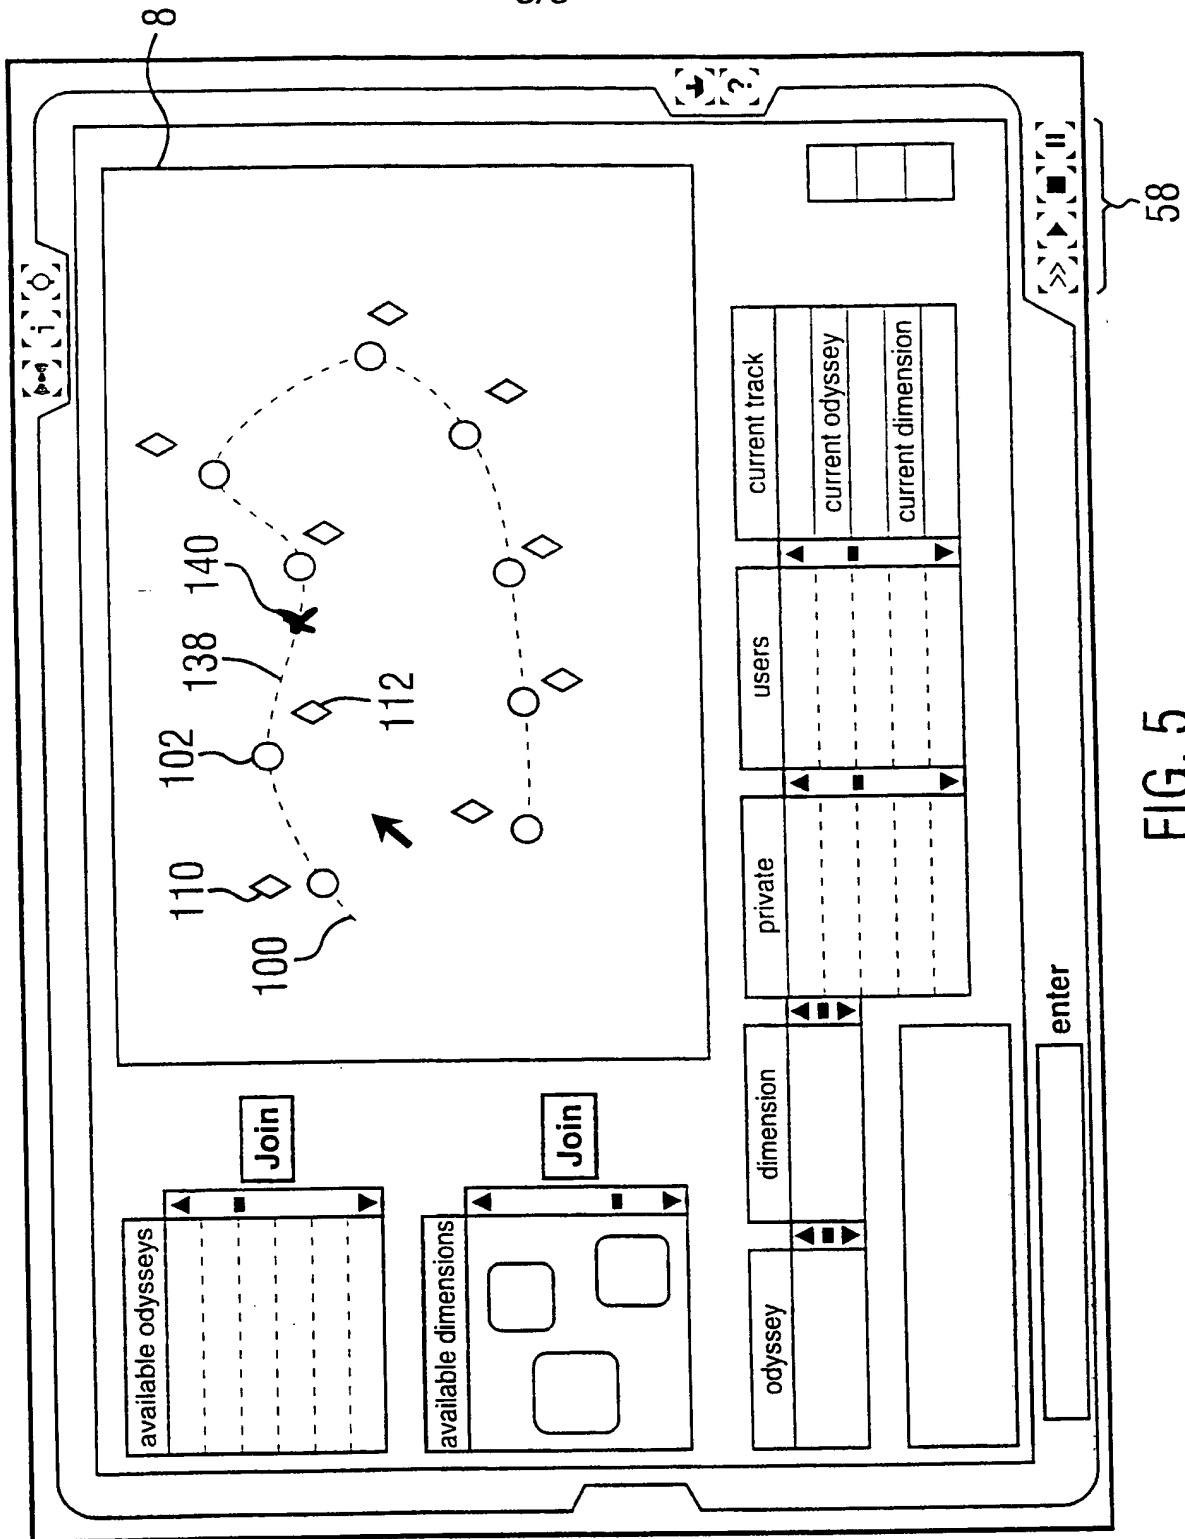 8
i
?
140
138
102
112
110
100
available odysseys
Join
available dimensions
Join
odyssey
dimension
private
users
current track
current odyssey
current dimension
enter
58
FIG. 5